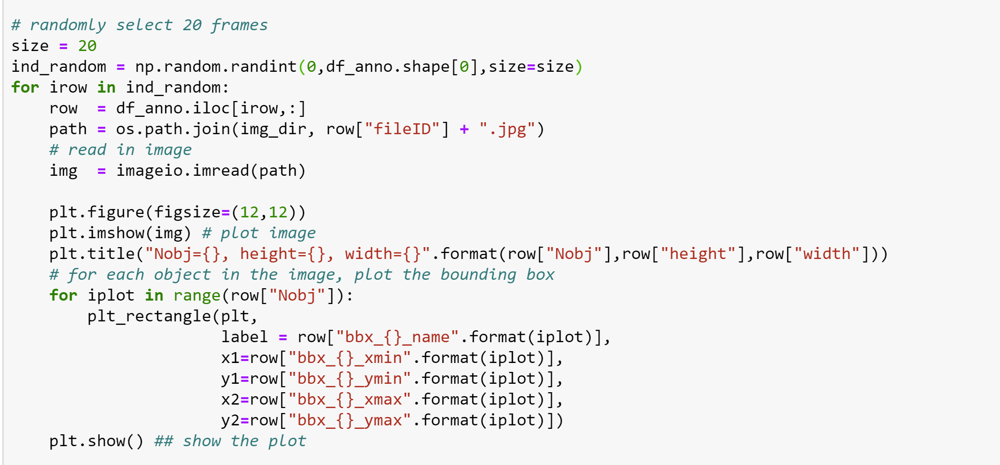 # randomly select 20 frames
size = 20
ind_random = np.random.randint(0,df_anno.shape[0],size=size)
for irow in ind_random:
    row  = df_anno.iloc[irow,:]
    path = os.path.join(img_dir, row["fileID"] + ".jpg")
    # read in image
    img  = imageio.imread(path)

    plt.figure(figsize=(12,12))
    plt.imshow(img) # plot image
    plt.title("Nobj={}, height={}, width={}".format(row["Nobj"],row["height"],row["width"]))
    # for each object in the image, plot the bounding box
    for iplot in range(row["Nobj"]):
        plt_rectangle(plt,
                      label = row["bbx_{}_name".format(iplot)],
                      x1=row["bbx_{}_xmin".format(iplot)],
                      y1=row["bbx_{}_ymin".format(iplot)],
                      x2=row["bbx_{}_xmax".format(iplot)],
                      y2=row["bbx_{}_ymax".format(iplot)])
    plt.show() ## show the plot